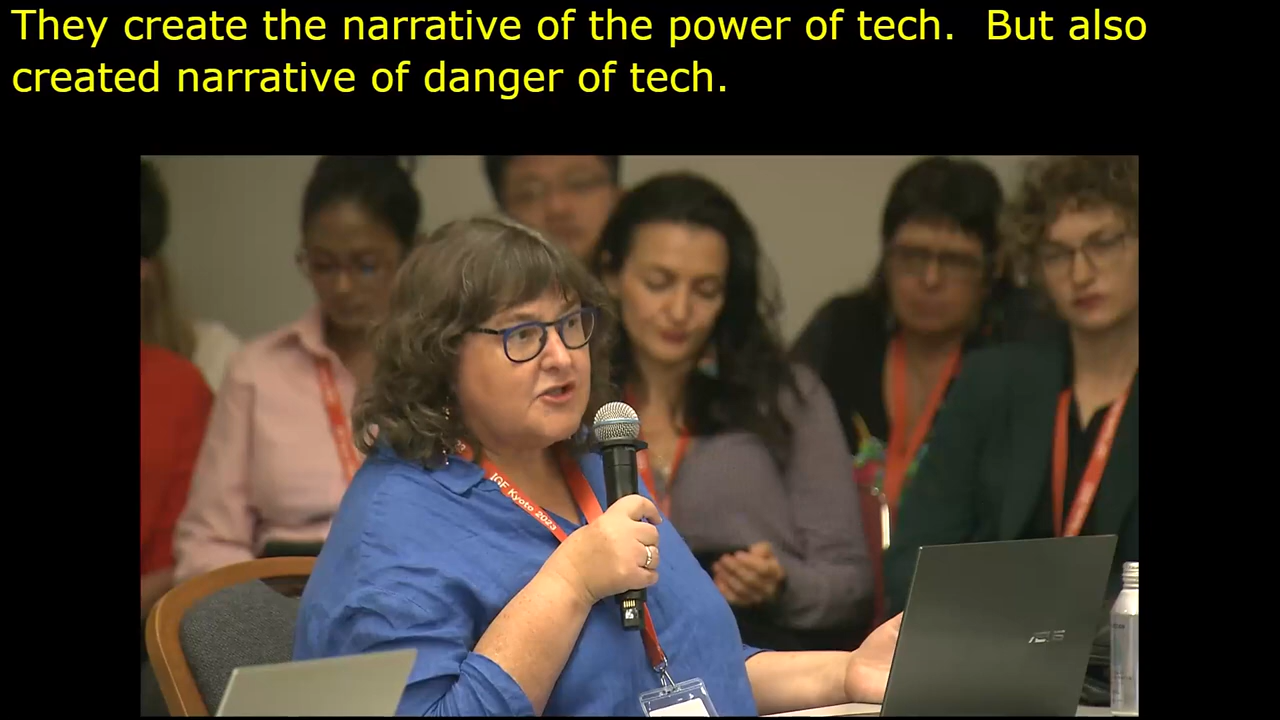 They create the narrative of the power of tech.  But also
created narrative of danger of tech.
IGF Kyoto 2023
ASUS